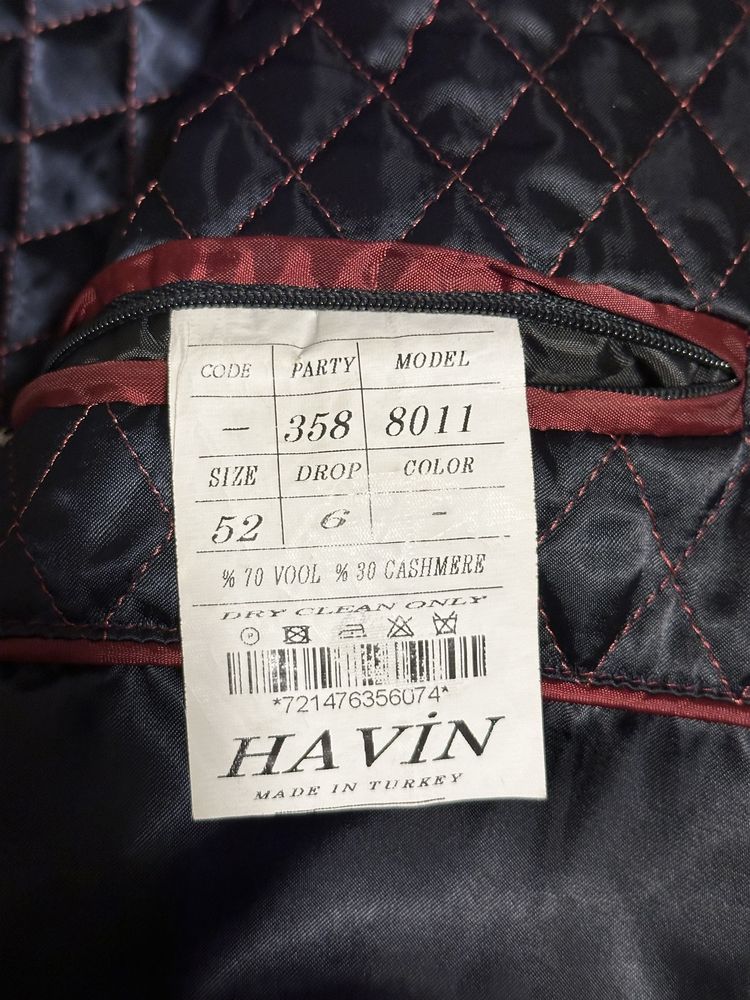 CODE PARTY MODEL
- 358 8011
SIZE DROP COLOR
52 6 -
% 70 VOOL % 30 CASHMERE
DRY CLEAN ONLY
*721476356074*
HAVİN
MADE IN TURKEY